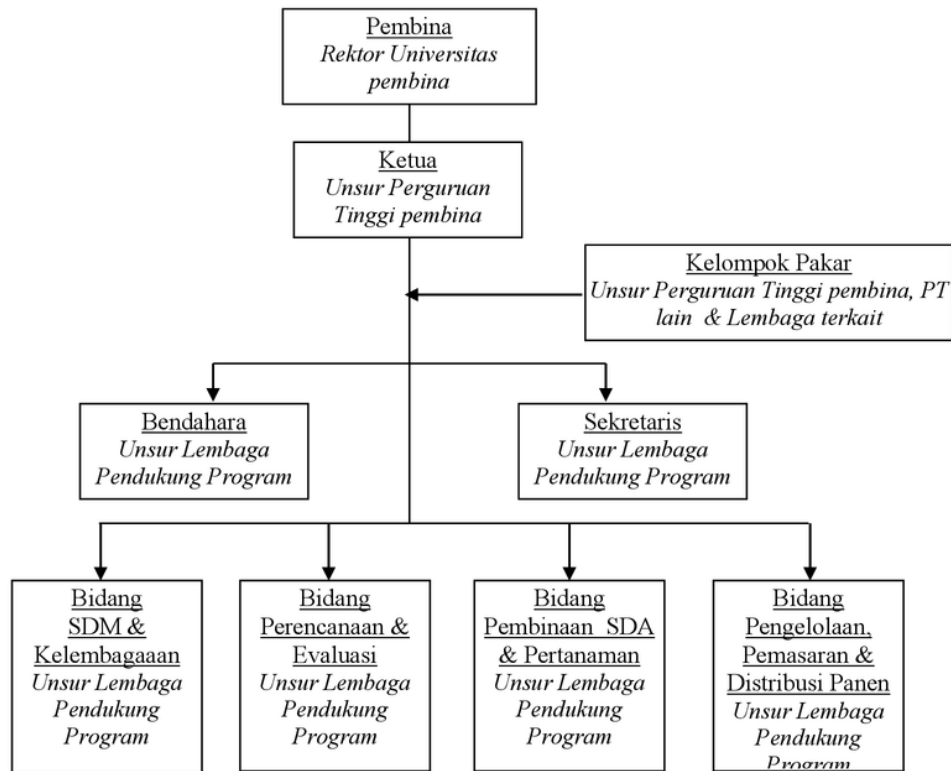 Pembina
Rektor Universitas
pembina
Ketua
Unsur Perguruan
Tinggi pembina
Kelompok Pakar
Unsur Perguruan Tinggi pembina, PT
lain & Lembaga terkait
Bendahara
Unsur Lembaga
Pendukung Program
Sekretaris
Unsur Lembaga
Pendukung Program
Bidang
SDM &
Kelembagaaan
Unsur Lembaga
Pendukung
Program
Bidang
Perencanaan &
Evaluasi
Unsur Lembaga
Pendukung
Program
Bidang
Pembinaan SDA
& Pertanaman
Unsur Lembaga
Pendukung
Program
Bidang
Pengelolaan,
Pemasaran &
Distribusi Panen
Unsur Lembaga
Pendukung
Program